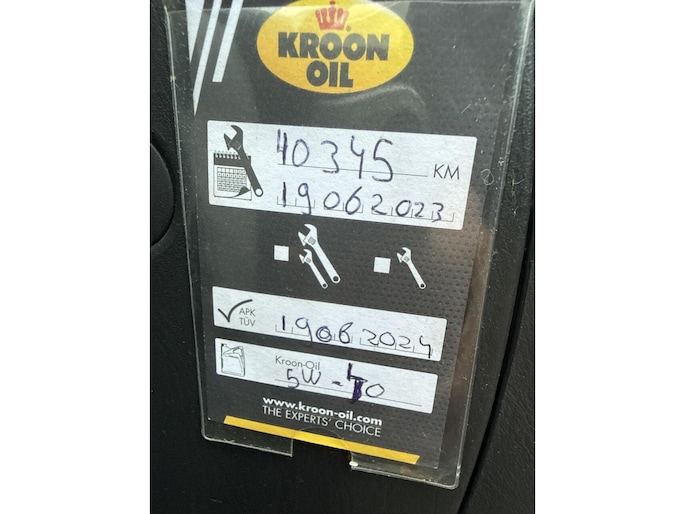 KROON
OIL
40345 KM
19062023
APK
TÜV
19062024
Kroon-Oil
5W-40
www.kroon-oil.com
THE EXPERTS' CHOICE